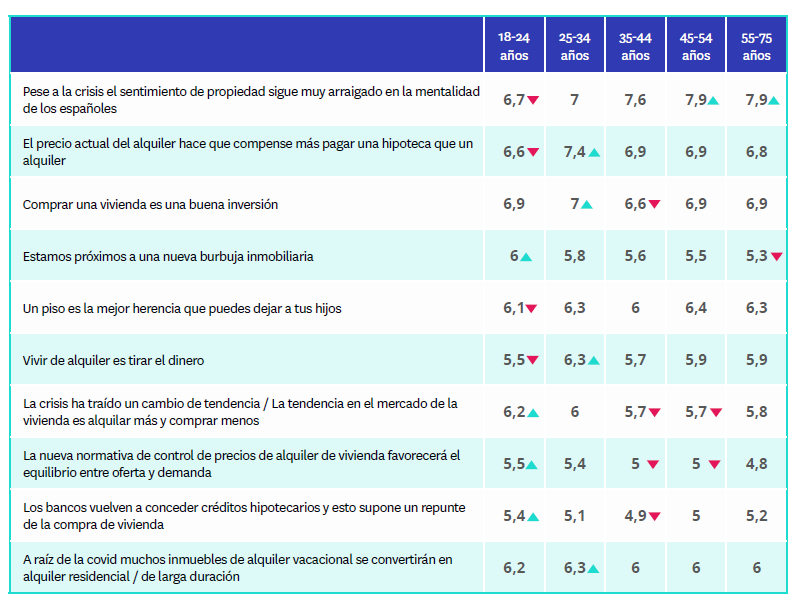 18-24 años 25-34 años 35-44 años 45-54 años 55-75 años
Pese a la crisis el sentimiento de propiedad sigue muy arraigado en la mentalidad
de los españoles
6,7 ▼ 7 7,6 7,9 ▲ 7,9 ▲
El precio actual del alquiler hace que compense más pagar una hipoteca que un
alquiler
6,6 ▼ 7,4 ▲ 6,9 6,9 6,8
Comprar una vivienda es una buena inversión 6,9 7 ▲ 6,6 ▼ 6,9 6,9
Estamos próximos a una nueva burbuja inmobiliaria 6 ▲ 5,8 5,6 5,5 5,3 ▼
Un piso es la mejor herencia que puedes dejar a tus hijos 6,1 ▼ 6,3 6 6,4 6,3
Vivir de alquiler es tirar el dinero 5,5 ▼ 6,3 ▲ 5,7 5,9 5,9
La crisis ha traído un cambio de tendencia / La tendencia en el mercado de la
vivienda es alquilar más y comprar menos
6,2 ▲ 6 5,7 ▼ 5,7 ▼ 5,8
La nueva normativa de control de precios de alquiler de vivienda favorecerá el
equilibrio entre oferta y demanda
5,5 ▲ 5,4 5 ▼ 5 ▼ 4,8
Los bancos vuelven a conceder créditos hipotecarios y esto supone un repunte
de la compra de vivienda
5,4 ▲ 5,1 4,9 ▼ 5 5,2
A raíz de la covid muchos inmuebles de alquiler vacacional se convertirán en
alquiler residencial / de larga duración
6,2 6,3 ▲ 6 6 6